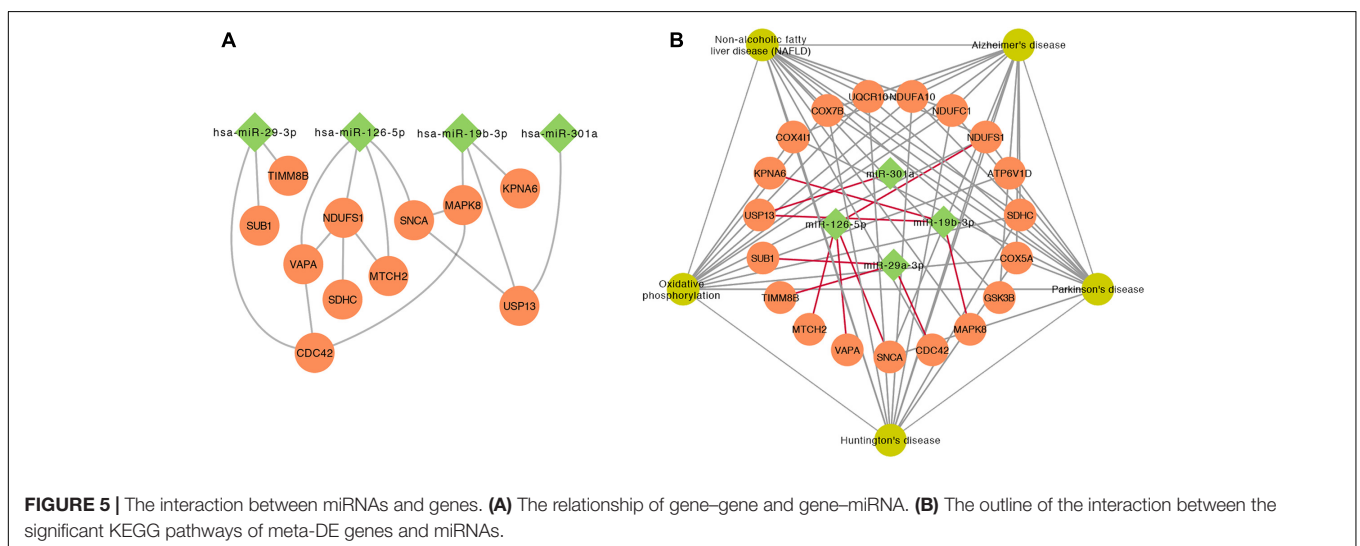 A
B
hsa-miR-29-3p
hsa-miR-126-5p
hsa-miR-19b-3p
hsa-miR-301a
TIMM8B
SUB1
NDUFS1
SNCA
MAPK8
KPNA6
VAPA
SDHC
MTCH2
USP13
CDC42
Non-alcoholic fatty
liver disease (NAFLD)
Alzheimer's disease
UQCR10
NDUFA10
COX7B
NDUFC1
COX4I1
NDUFS1
KPNA6
miR-301a
ATP6V1D
USP13
miR-126-5p
miR-19b-3p
SDHC
SUB1
miR-29a-3p
COX5A
Oxidative
phosphorylation
TIMM8B
GSK3B
Parkinson's disease
MTCH2
MAPK8
VAPA
SNCA
CDC42
Huntington's disease
FIGURE 5 | The interaction between miRNAs and genes. (A) The relationship of gene–gene and gene–miRNA. (B) The outline of the interaction between the
significant KEGG pathways of meta-DE genes and miRNAs.